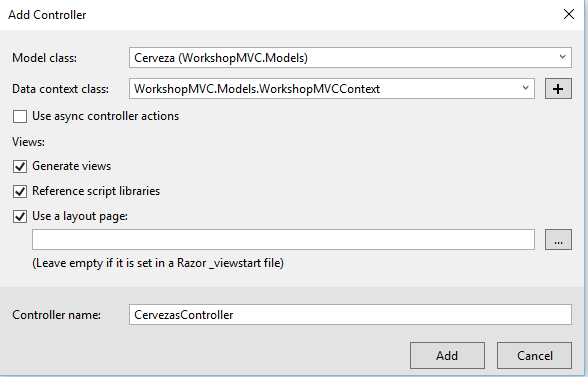 Add Controller
Model class: Cerveza (WorkshopMVC.Models)
Data context class: WorkshopMVC.Models.WorkshopMVCContext +
Use async controller actions
Views:
Generate views
Reference script libraries
Use a layout page:
...
(Leave empty if it is set in a Razor _viewstart file)
Controller name: CervezasController
Add Cancel